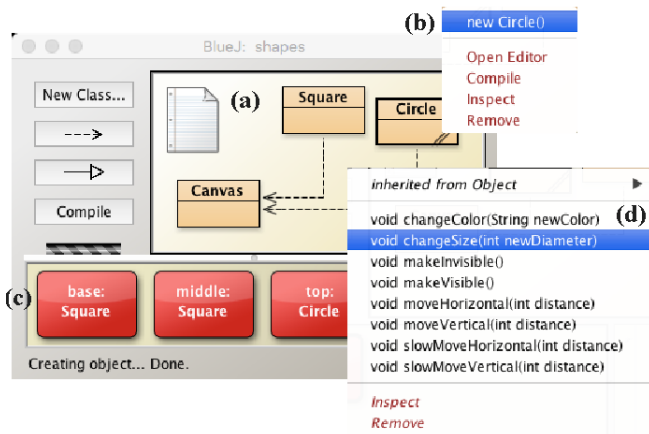 (b)
new Circle()
Open Editor
Compile
Inspect
Remove
BlueJ: shapes
New Class...
Compile
(a)
Square
Circle
Canvas
(c)
base:
Square
middle:
Square
top:
Circle
Creating object... Done.
inherited from Object
(d)
void changeColor(String newColor)
void changeSize(int newDiameter)
void makeInvisible()
void makeVisible()
void moveHorizontal(int distance)
void moveVertical(int distance)
void slowMoveHorizontal(int distance)
void slowMoveVertical(int distance)
Inspect
Remove